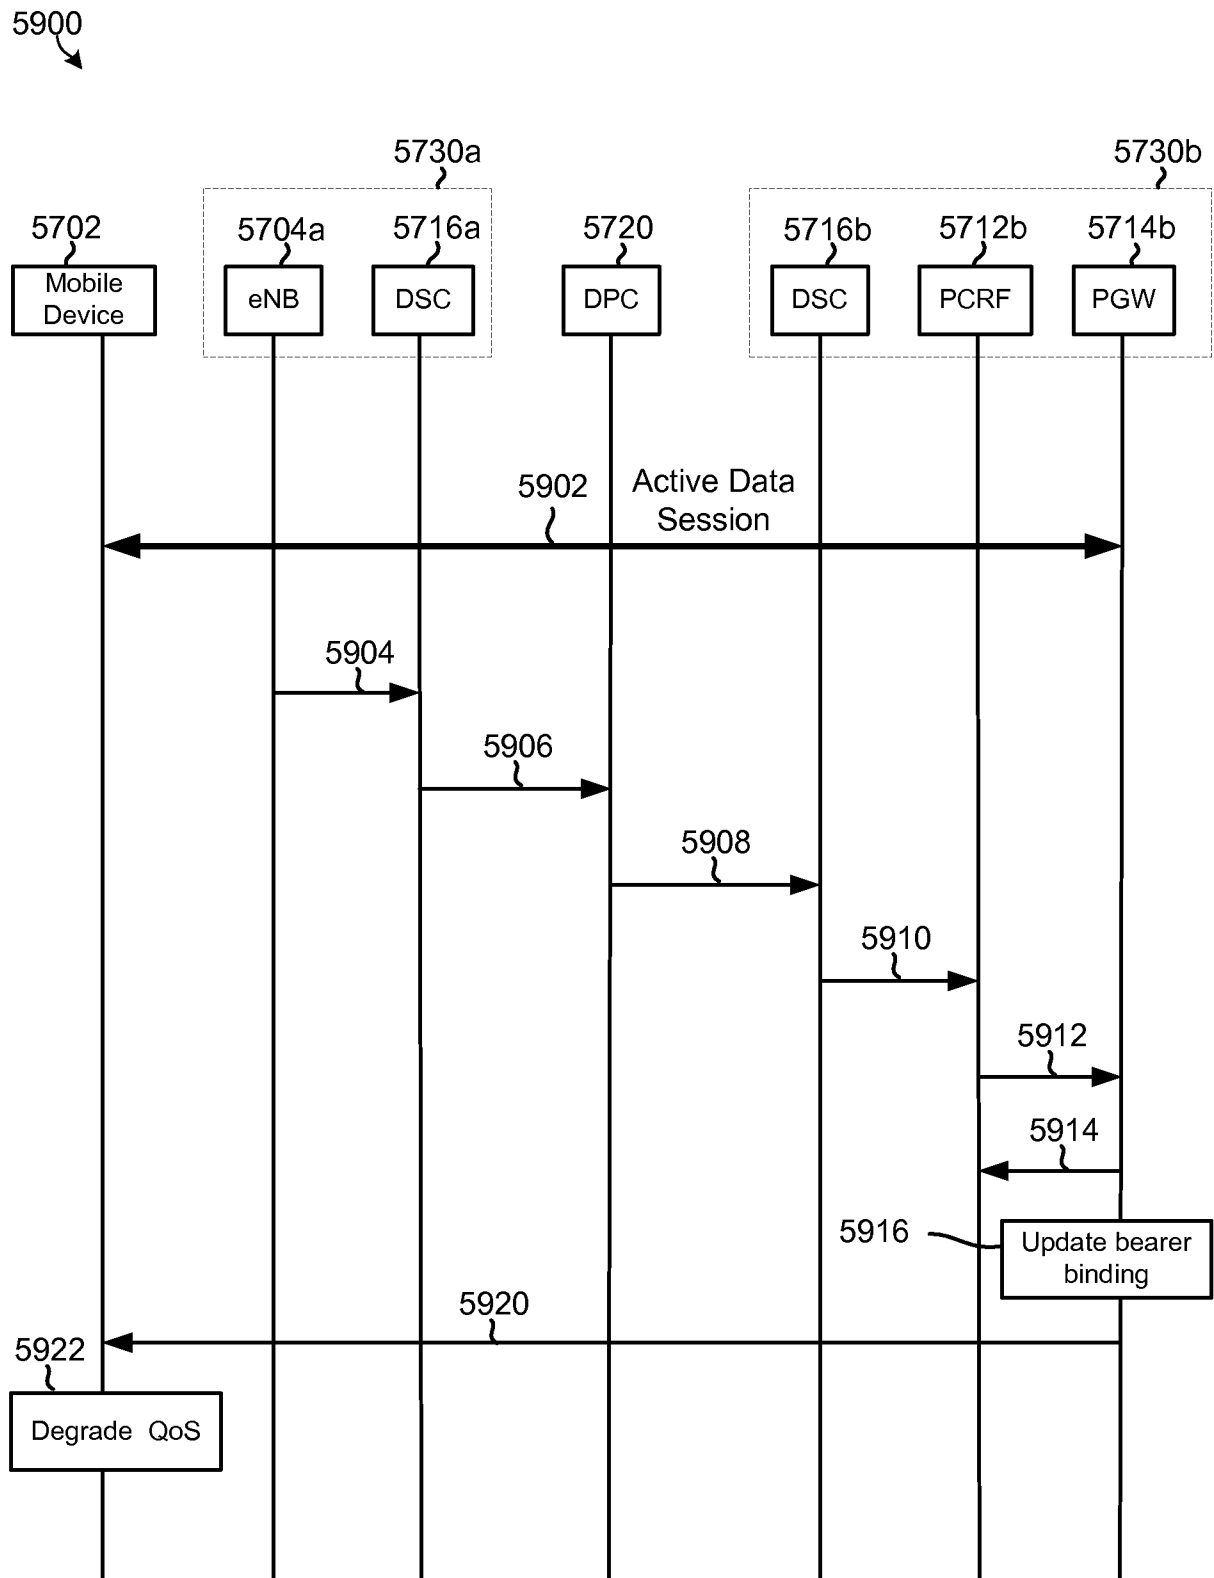 5900
5730a
5730b
5702
5704a
5716a
5720
5716b
5712b
5714b
Mobile
Device
eNB
DSC
DPC
DSC
PCRF
PGW
5902
Active Data
Session
5904
5906
5908
5910
5912
5914
5916
Update bearer
binding
5920
5922
Degrade QoS